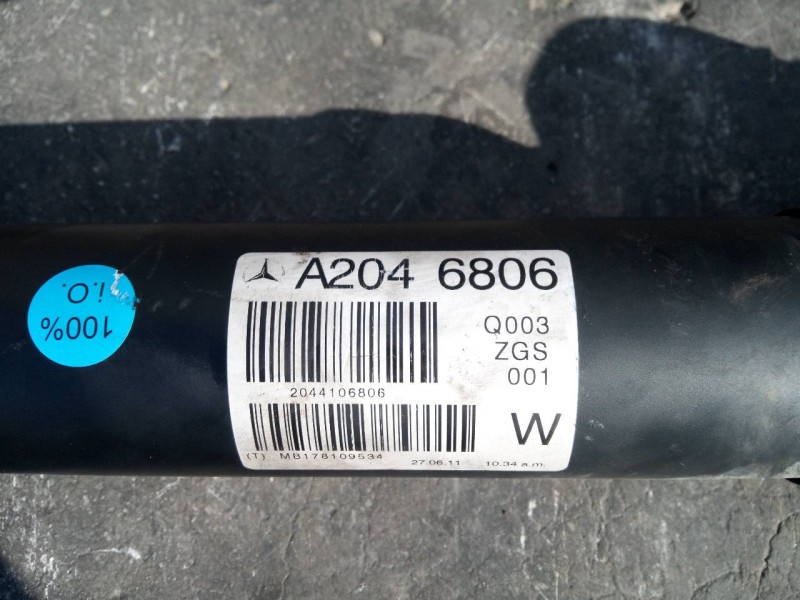 A204 6806
Q003
ZGS
001
2044106806
W
(T) MB178109534 27.06.11 10.34 a.m.
100%
i.O.